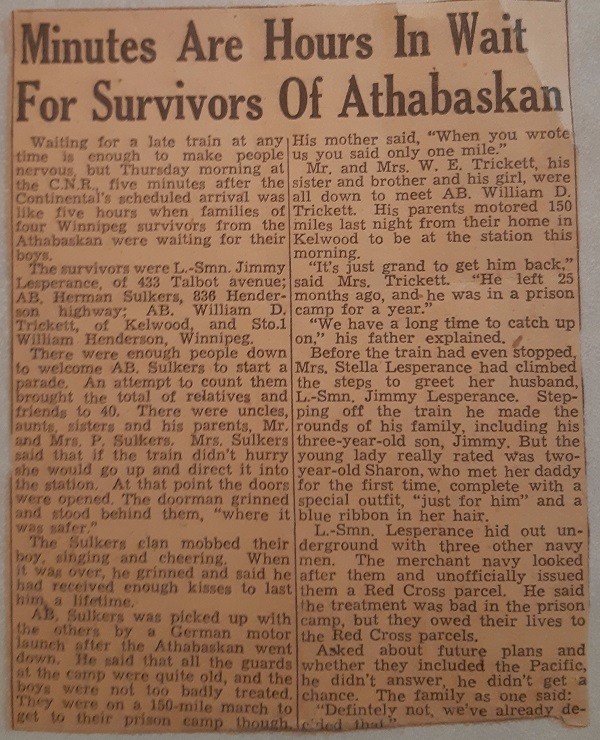 Minutes Are Hours In Wait
For Survivors Of Athabaskan
Waiting for a late train at any
time is enough to make people
nervous, but Thursday morning at
the C.N.R., five minutes after the
Continental's scheduled arrival was
like five hours when families of
four Winnipeg survivors from the
Athabaskan were waiting for their
boys.
The survivors were L.-Smn. Jimmy
Lesperance, of 433 Talbot avenue;
AB. Herman Sulkers, 836 Hender-
son highway; AB. William D.
Trickett, of Kelwood, and Sto.1
William Henderson, Winnipeg.
There were enough people down
to welcome AB. Sulkers to start a
parade. An attempt to count them
brought the total of relatives and
friends to 40. There were uncles,
aunts, sisters and his parents, Mr.
and Mrs. P. Sulkers. Mrs. Sulkers
said that if the train didn't hurry
she would go up and direct it into
the station. At that point the doors
were opened. The doorman grinned
and stood behind them, "where it
was safer."
The Sulkers clan mobbed their
boy, singing and cheering. When
it was over, he grinned and said he
had received enough kisses to last
him a lifetime.
AB. Sulkers was picked up with
the others by a German motor
launch after the Athabaskan went
down. He said that all the guards
at the camp were quite old, and the
boys were not too badly treated.
They were on a 150-mile march to
get to their prison camp though.
His mother said, "When you wrote
us you said only one mile."
Mr. and Mrs. W. E. Trickett, his
sister and brother and his girl, were
all down to meet AB. William D.
Trickett. His parents motored 150
miles last night from their home in
Kelwood to be at the station this
morning.
"It's just grand to get him back,"
said Mrs. Trickett. "He left 25
months ago, and he was in a prison
camp for a year."
"We have a long time to catch up
on," his father explained.
Before the train had even stopped,
Mrs. Stella Lesperance had climbed
the steps to greet her husband,
L.-Smn. Jimmy Lesperance. Step-
ping off the train he made the
rounds of his family, including his
three-year-old son, Jimmy. But the
young lady really rated was two-
year-old Sharon, who met her daddy
for the first time, complete with a
special outfit, "just for him" and a
blue ribbon in her hair.
L.-Smn. Lesperance hid out un-
derground with three other navy
men. The merchant navy looked
after them and unofficially issued
them a Red Cross parcel. He said
the treatment was bad in the prison
camp, but they owed their lives to
the Red Cross parcels.
Asked about future plans and
whether they included the Pacific,
he didn't answer, he didn't get a
chance. The family as one said:
"Defintely not, we've already de-
cided that."